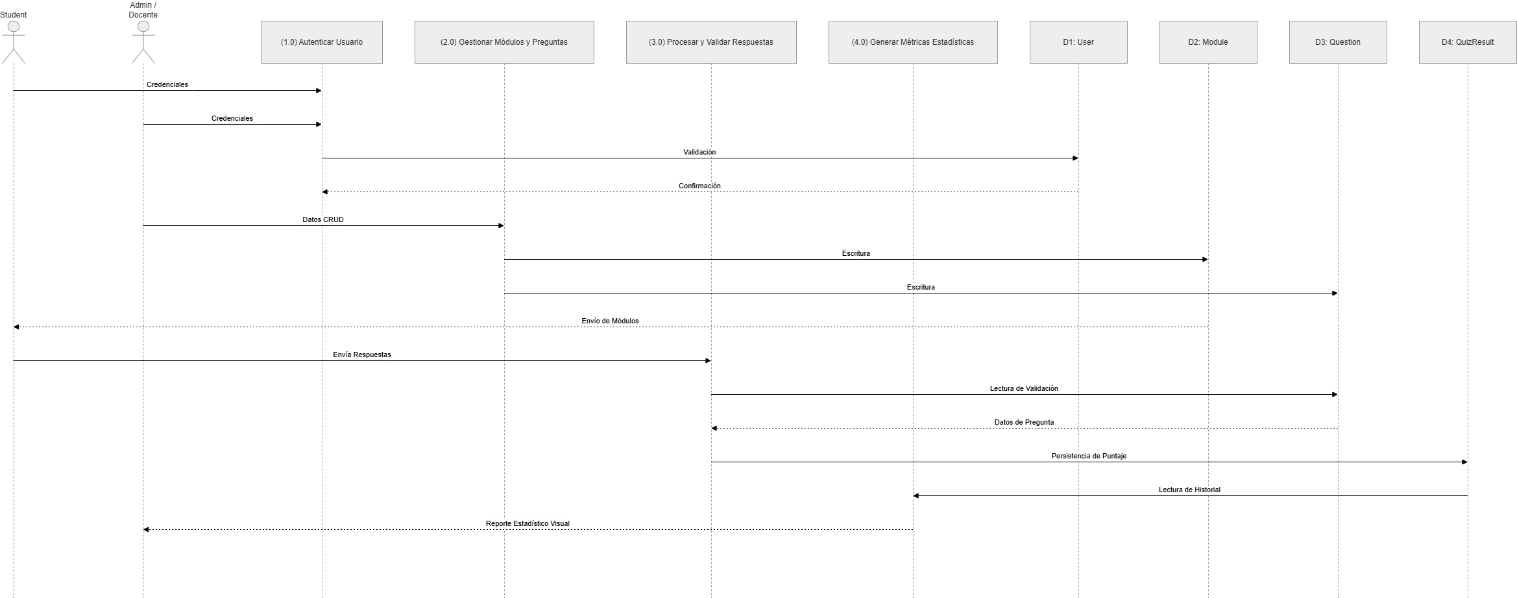 Student
Admin /
Docente
(1.0) Autenticar Usuario
(2.0) Gestionar Módulos y Preguntas
(3.0) Procesar y Validar Respuestas
(4.0) Generar Métricas Estadísticas
D1: User
D2: Module
D3: Question
D4: QuizResult
Credenciales
Credenciales
Validación
Confirmación
Datos CRUD
Escritura
Escritura
Envío de Módulos
Envía Respuestas
Lectura de Validación
Datos de Pregunta
Persistencia de Puntaje
Lectura de Historial
Reporte Estadístico Visual